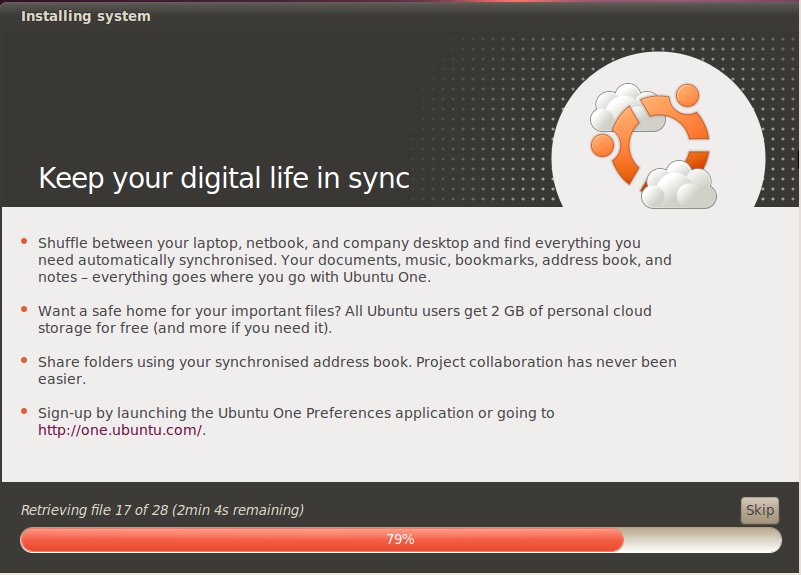 Installing system
Keep your digital life in sync
Shuffle between your laptop, netbook, and company desktop and find everything you
need automatically synchronised. Your documents, music, bookmarks, address book, and
notes – everything goes where you go with Ubuntu One.
Want a safe home for your important files? All Ubuntu users get 2 GB of personal cloud
storage for free (and more if you need it).
Share folders using your synchronised address book. Project collaboration has never been
easier.
Sign-up by launching the Ubuntu One Preferences application or going to
http://one.ubuntu.com/.
Retrieving file 17 of 28 (2min 4s remaining)
Skip
79%